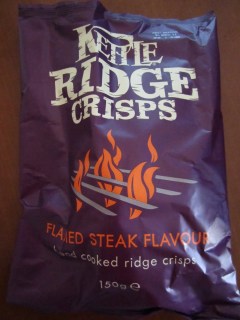 KETTLE
RIDGE
CRISPS
FLAMED STEAK FLAVOUR
hand cooked ridge crisps
150g e